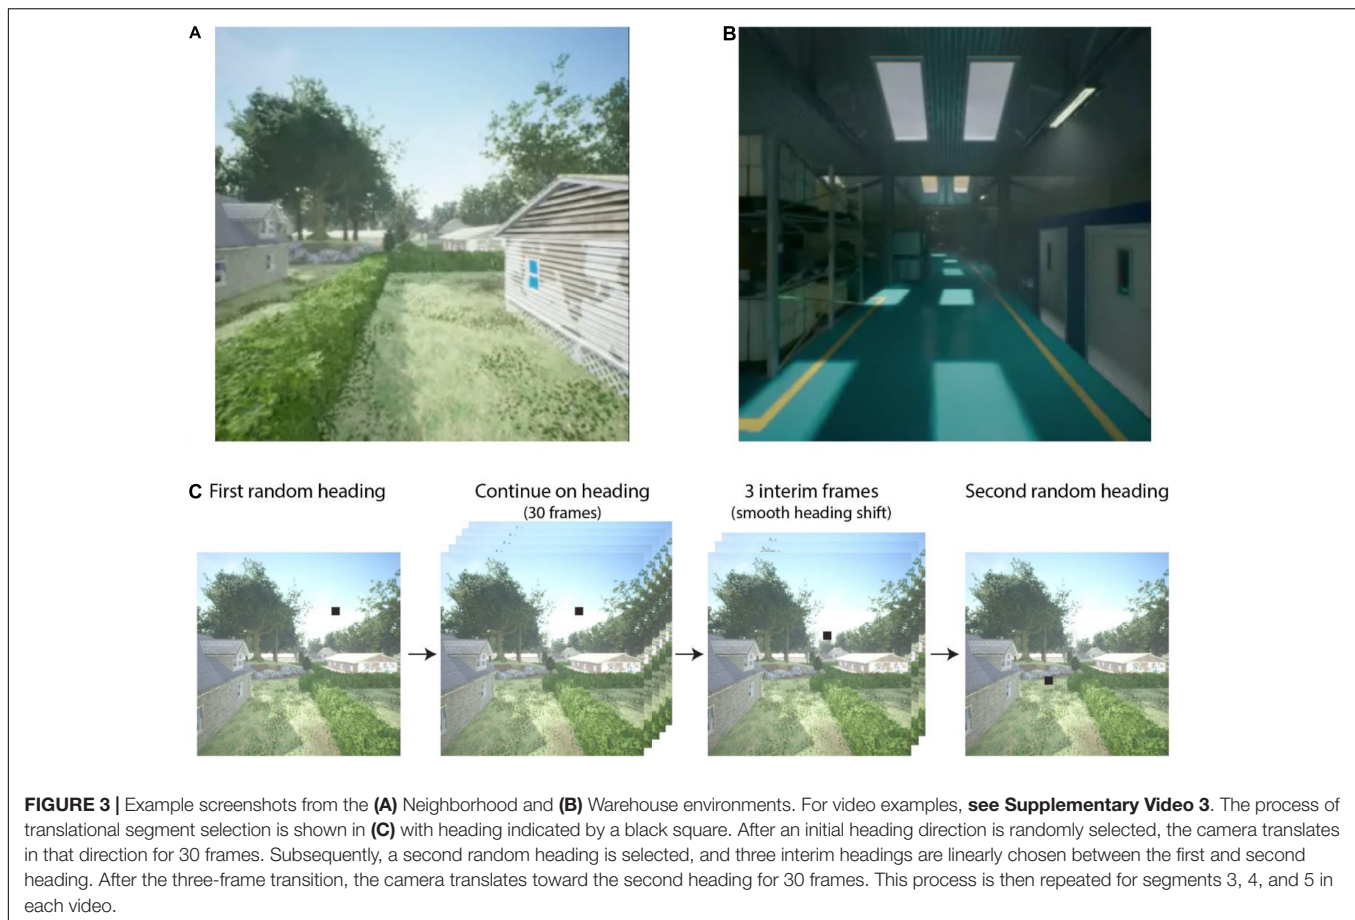 A
B
C First random heading
Continue on heading
(30 frames)
3 interim frames
(smooth heading shift)
Second random heading
FIGURE 3 | Example screenshots from the (A) Neighborhood and (B) Warehouse environments. For video examples, see Supplementary Video 3. The process of
translational segment selection is shown in (C) with heading indicated by a black square. After an initial heading direction is randomly selected, the camera translates
in that direction for 30 frames. Subsequently, a second random heading is selected, and three interim headings are linearly chosen between the first and second
heading. After the three-frame transition, the camera translates toward the second heading for 30 frames. This process is then repeated for segments 3, 4, and 5 in
each video.